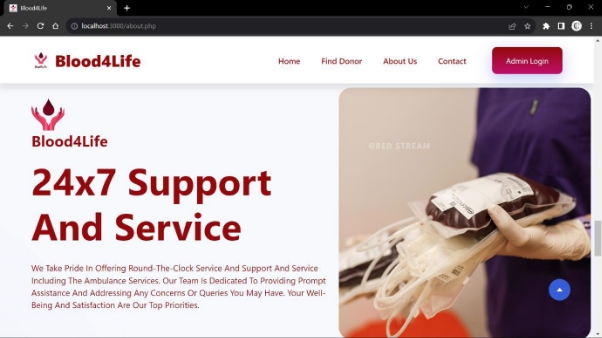 Blood4Life
localhost:3000/about.php
Blood4Life
Home
Find Donor
About Us
Contact
Admin Login
Blood4Life
24x7 Support
And Service
We Take Pride In Offering Round-The-Clock Service And Support And Service
Including The Ambulance Services. Our Team Is Dedicated To Providing Prompt
Assistance And Addressing Any Concerns Or Queries You May Have. Your Well-
Being And Satisfaction Are Our Top Priorities.